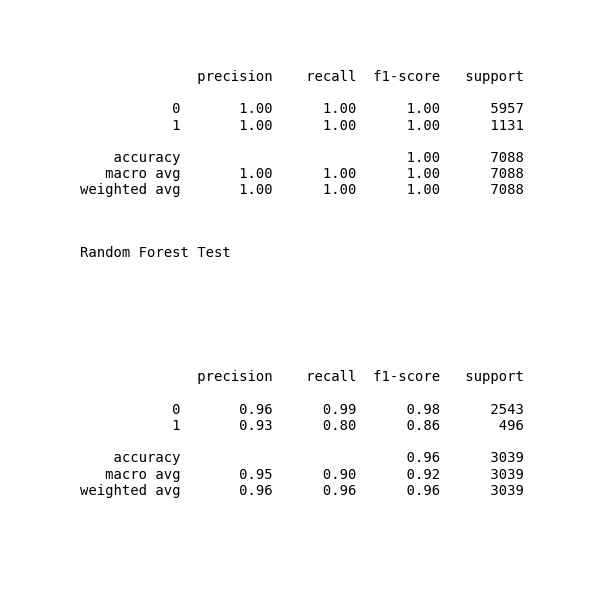 precision    recall  f1-score   support
           0       1.00      1.00      1.00      5957
           1       1.00      1.00      1.00      1131
    accuracy                           1.00      7088
   macro avg       1.00      1.00      1.00      7088
weighted avg       1.00      1.00      1.00      7088
Random Forest Test
              precision    recall  f1-score   support
           0       0.96      0.99      0.98      2543
           1       0.93      0.80      0.86       496
    accuracy                           0.96      3039
   macro avg       0.95      0.90      0.92      3039
weighted avg       0.96      0.96      0.96      3039